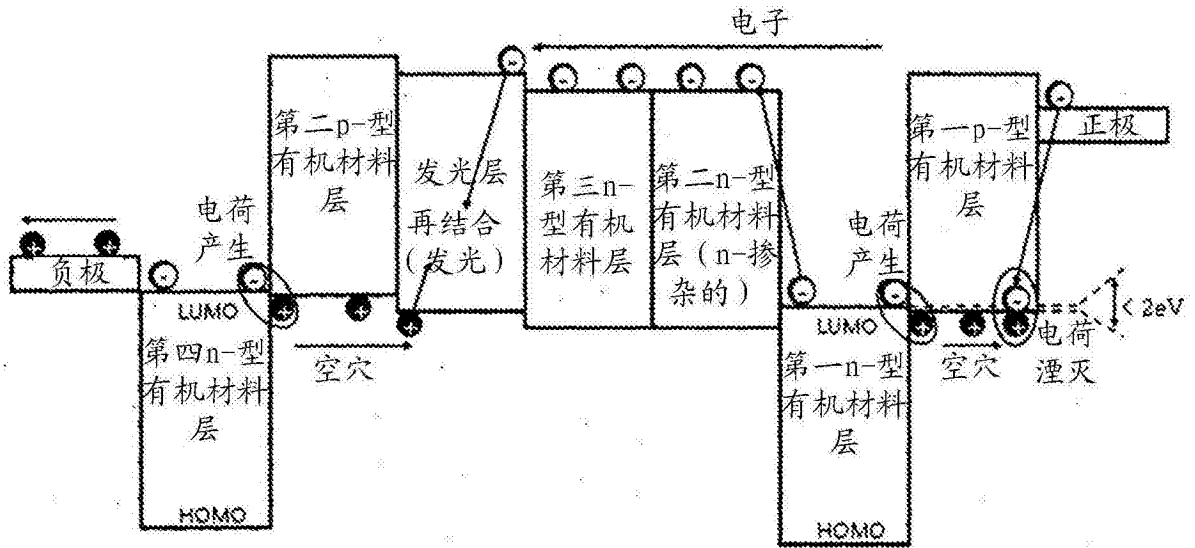 电子
第二p-型
有机材料
层
发光层
再结合
(发光)
第三n-
型有机
材料层
第二n-型
有机材料
层(n-掺
杂的)
第一p-型
有机材料
层
正极
电荷
产生
电荷
产生
负极
LUMO
空穴
第四n-型
有机材料
层
HOMO
LUMO
第一n-型
有机材料
层
HOMO
空穴
电荷
湮灭
< 2eV